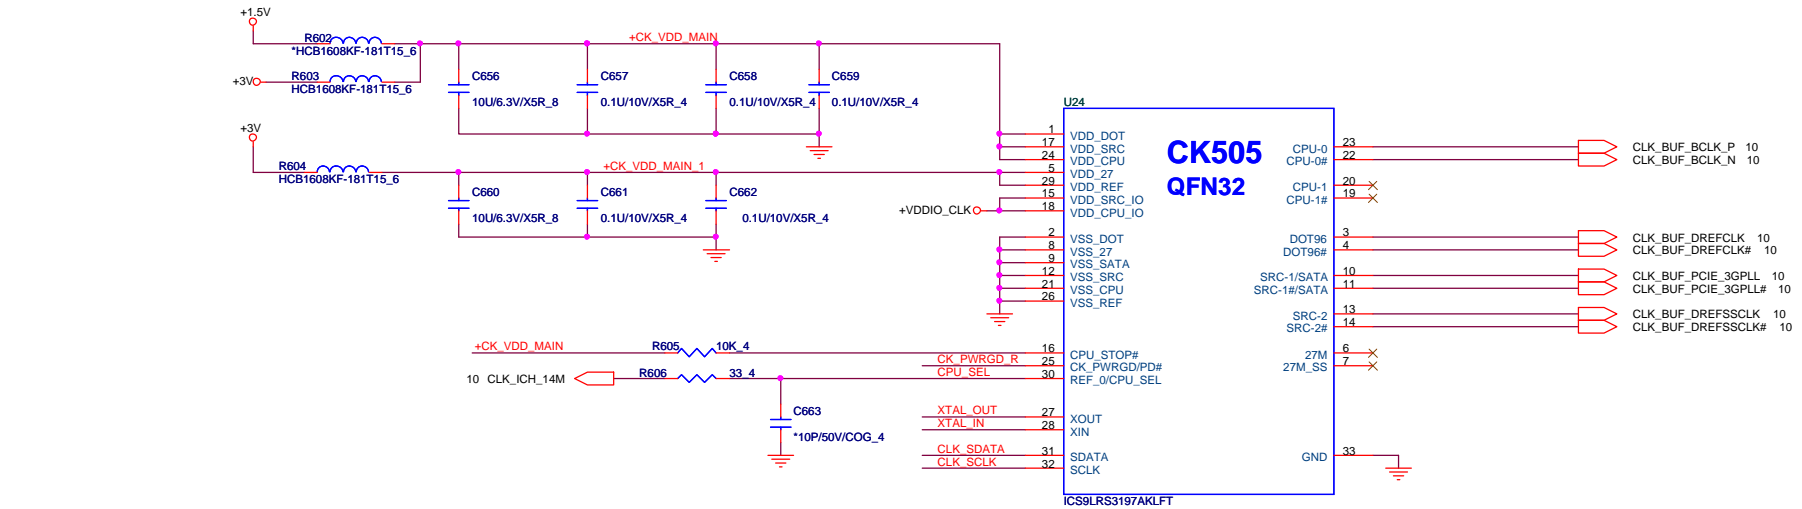 +1.5V
R602
*HCB1608KF-181T15_6
+CK_VDD_MAIN
+3V
R603
HCB1608KF-181T15_6
C656
10U/6.3V/X5R_8
C657
0.1U/10V/X5R_4
C658
0.1U/10V/X5R_4
C659
0.1U/10V/X5R_4
+3V
R604
HCB1608KF-181T15_6
+CK_VDD_MAIN_1
C660
10U/6.3V/X5R_8
C661
0.1U/10V/X5R_4
C662
0.1U/10V/X5R_4
+VDDIO_CLK
U24
CK505
QFN32
1 VDD_DOT
17 VDD_SRC
24 VDD_CPU
5 VDD_27
29 VDD_REF
15 VDD_SRC_IO
18 VDD_CPU_IO
2 VSS_DOT
8 VSS_27
9 VSS_SATA
12 VSS_SRC
21 VSS_CPU
26 VSS_REF
+CK_VDD_MAIN R605 10K_4 16 CPU_STOP#
CK_PWRGD_R 25 CK_PWRGD/PD#
10 CLK_ICH_14M R606 33_4 CPU_SEL 30 REF_0/CPU_SEL
C663
*10P/50V/COG_4
XTAL_OUT 27 XOUT
XTAL_IN 28 XIN
CLK_SDATA 31 SDATA
CLK_SCLK 32 SCLK
CPU-0 23 CLK_BUF_BCLK_P 10
CPU-0# 22 CLK_BUF_BCLK_N 10
CPU-1 20
CPU-1# 19
DOT96 3 CLK_BUF_DREFCLK 10
DOT96# 4 CLK_BUF_DREFCLK# 10
SRC-1/SATA 10 CLK_BUF_PCIE_3GPLL 10
SRC-1#/SATA 11 CLK_BUF_PCIE_3GPLL# 10
SRC-2 13 CLK_BUF_DREFSSCLK 10
SRC-2# 14 CLK_BUF_DREFSSCLK# 10
27M 6
27M_SS 7
GND 33
ICS9LRS3197AKLFT